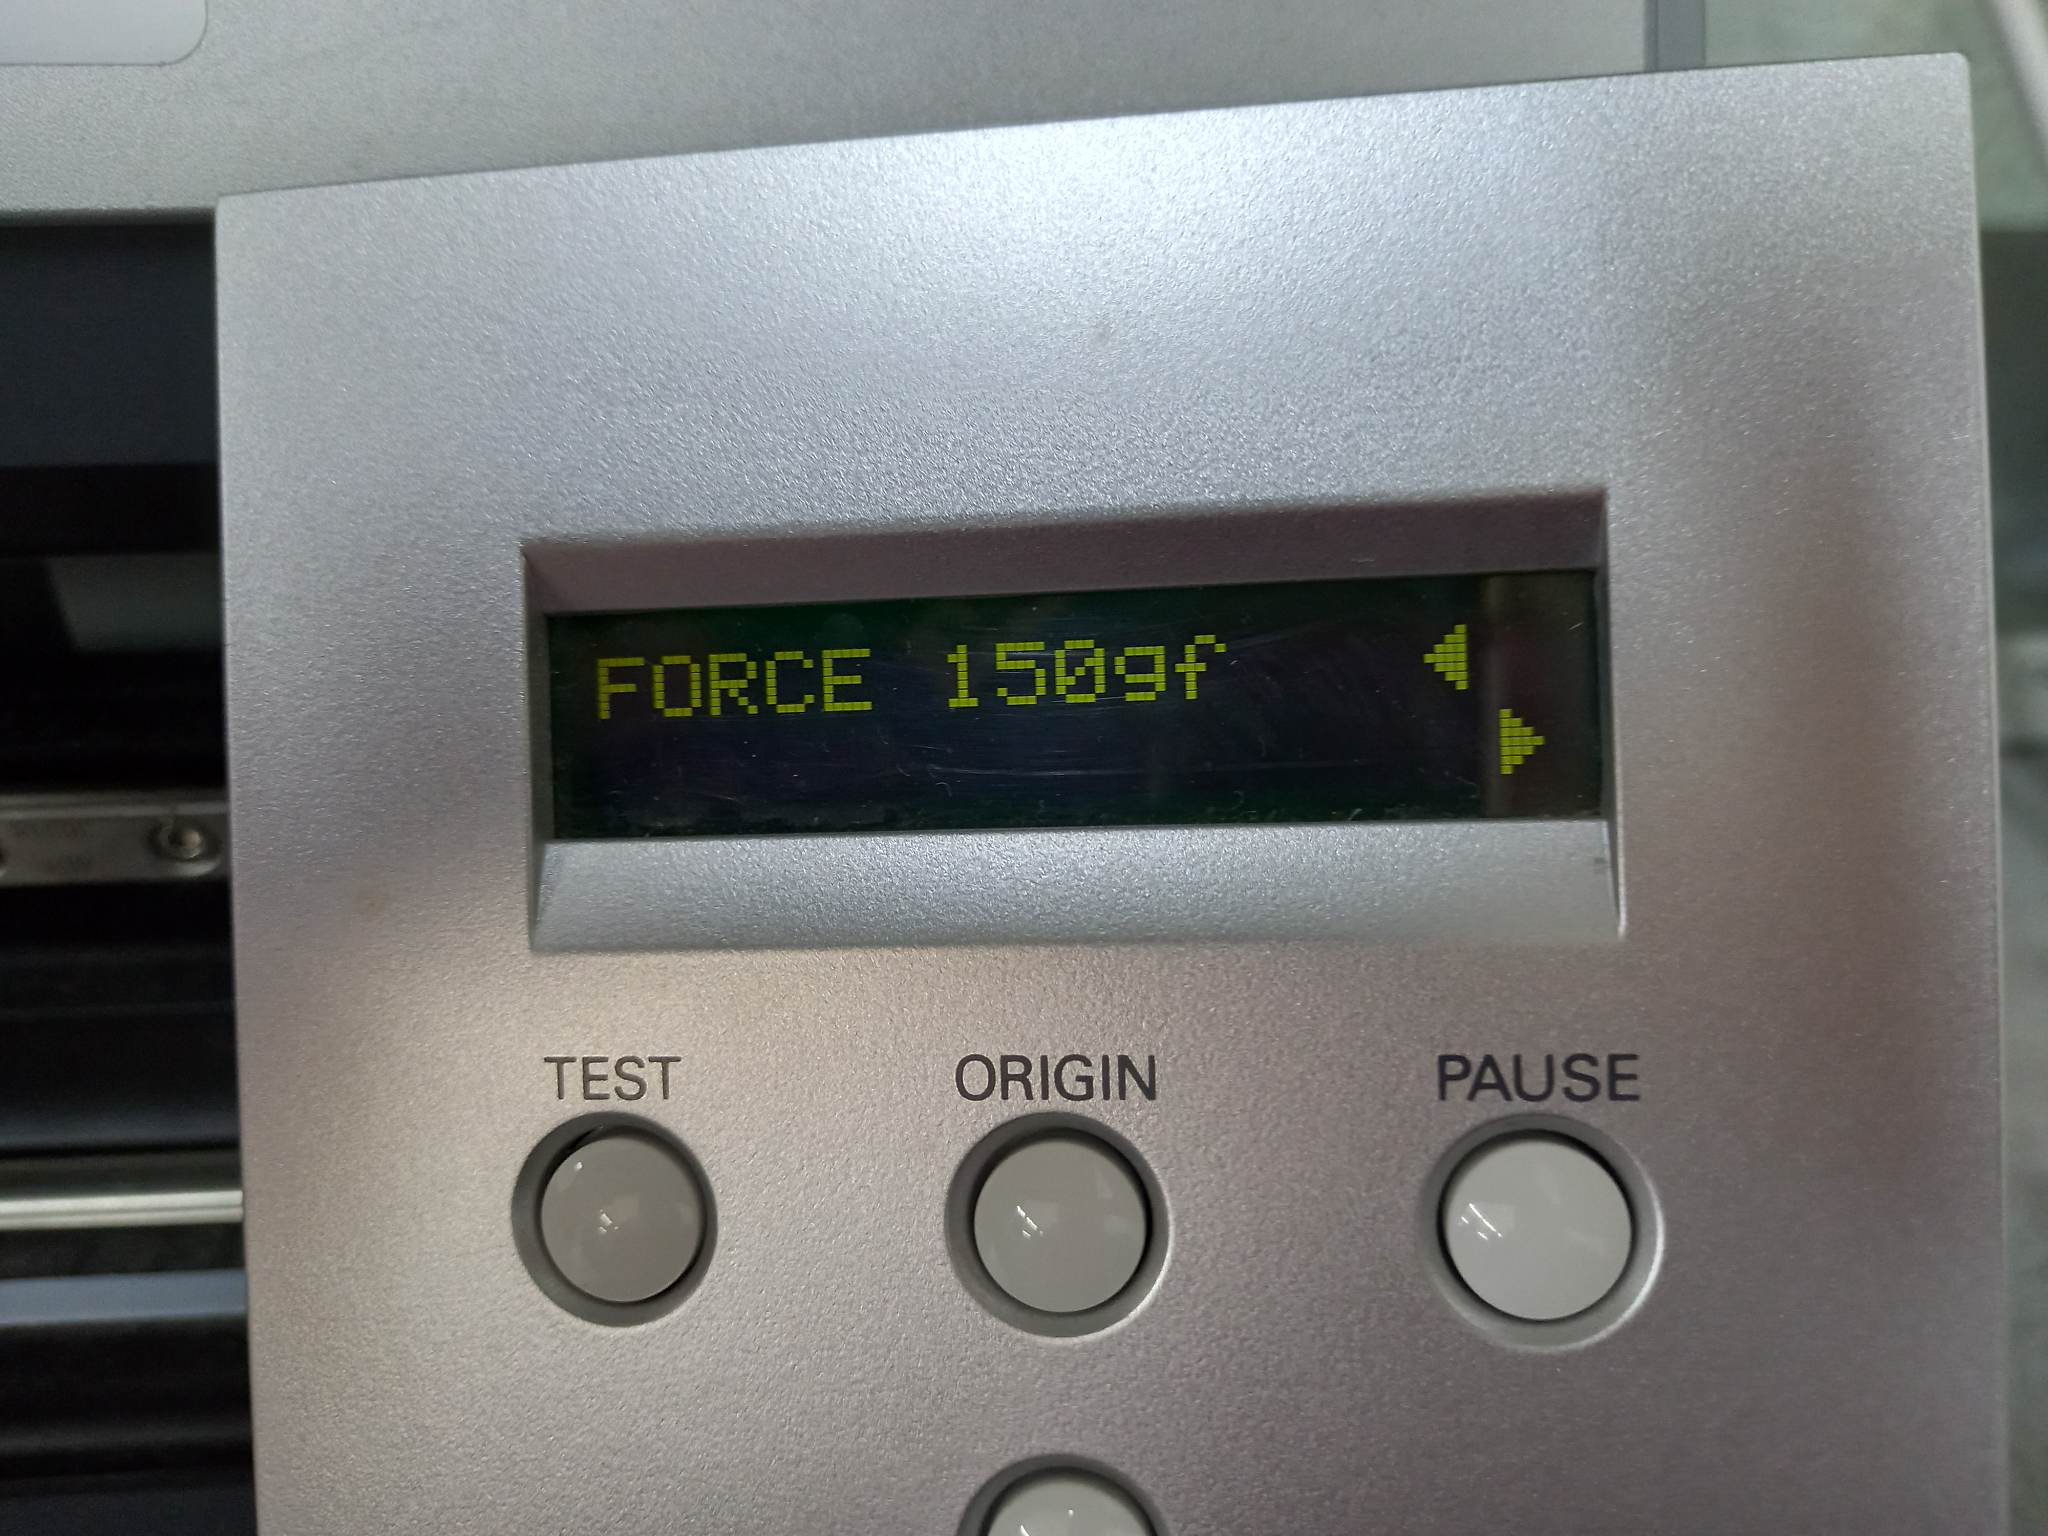 FORCE 150gf ◀
▶
TEST ORIGIN PAUSE